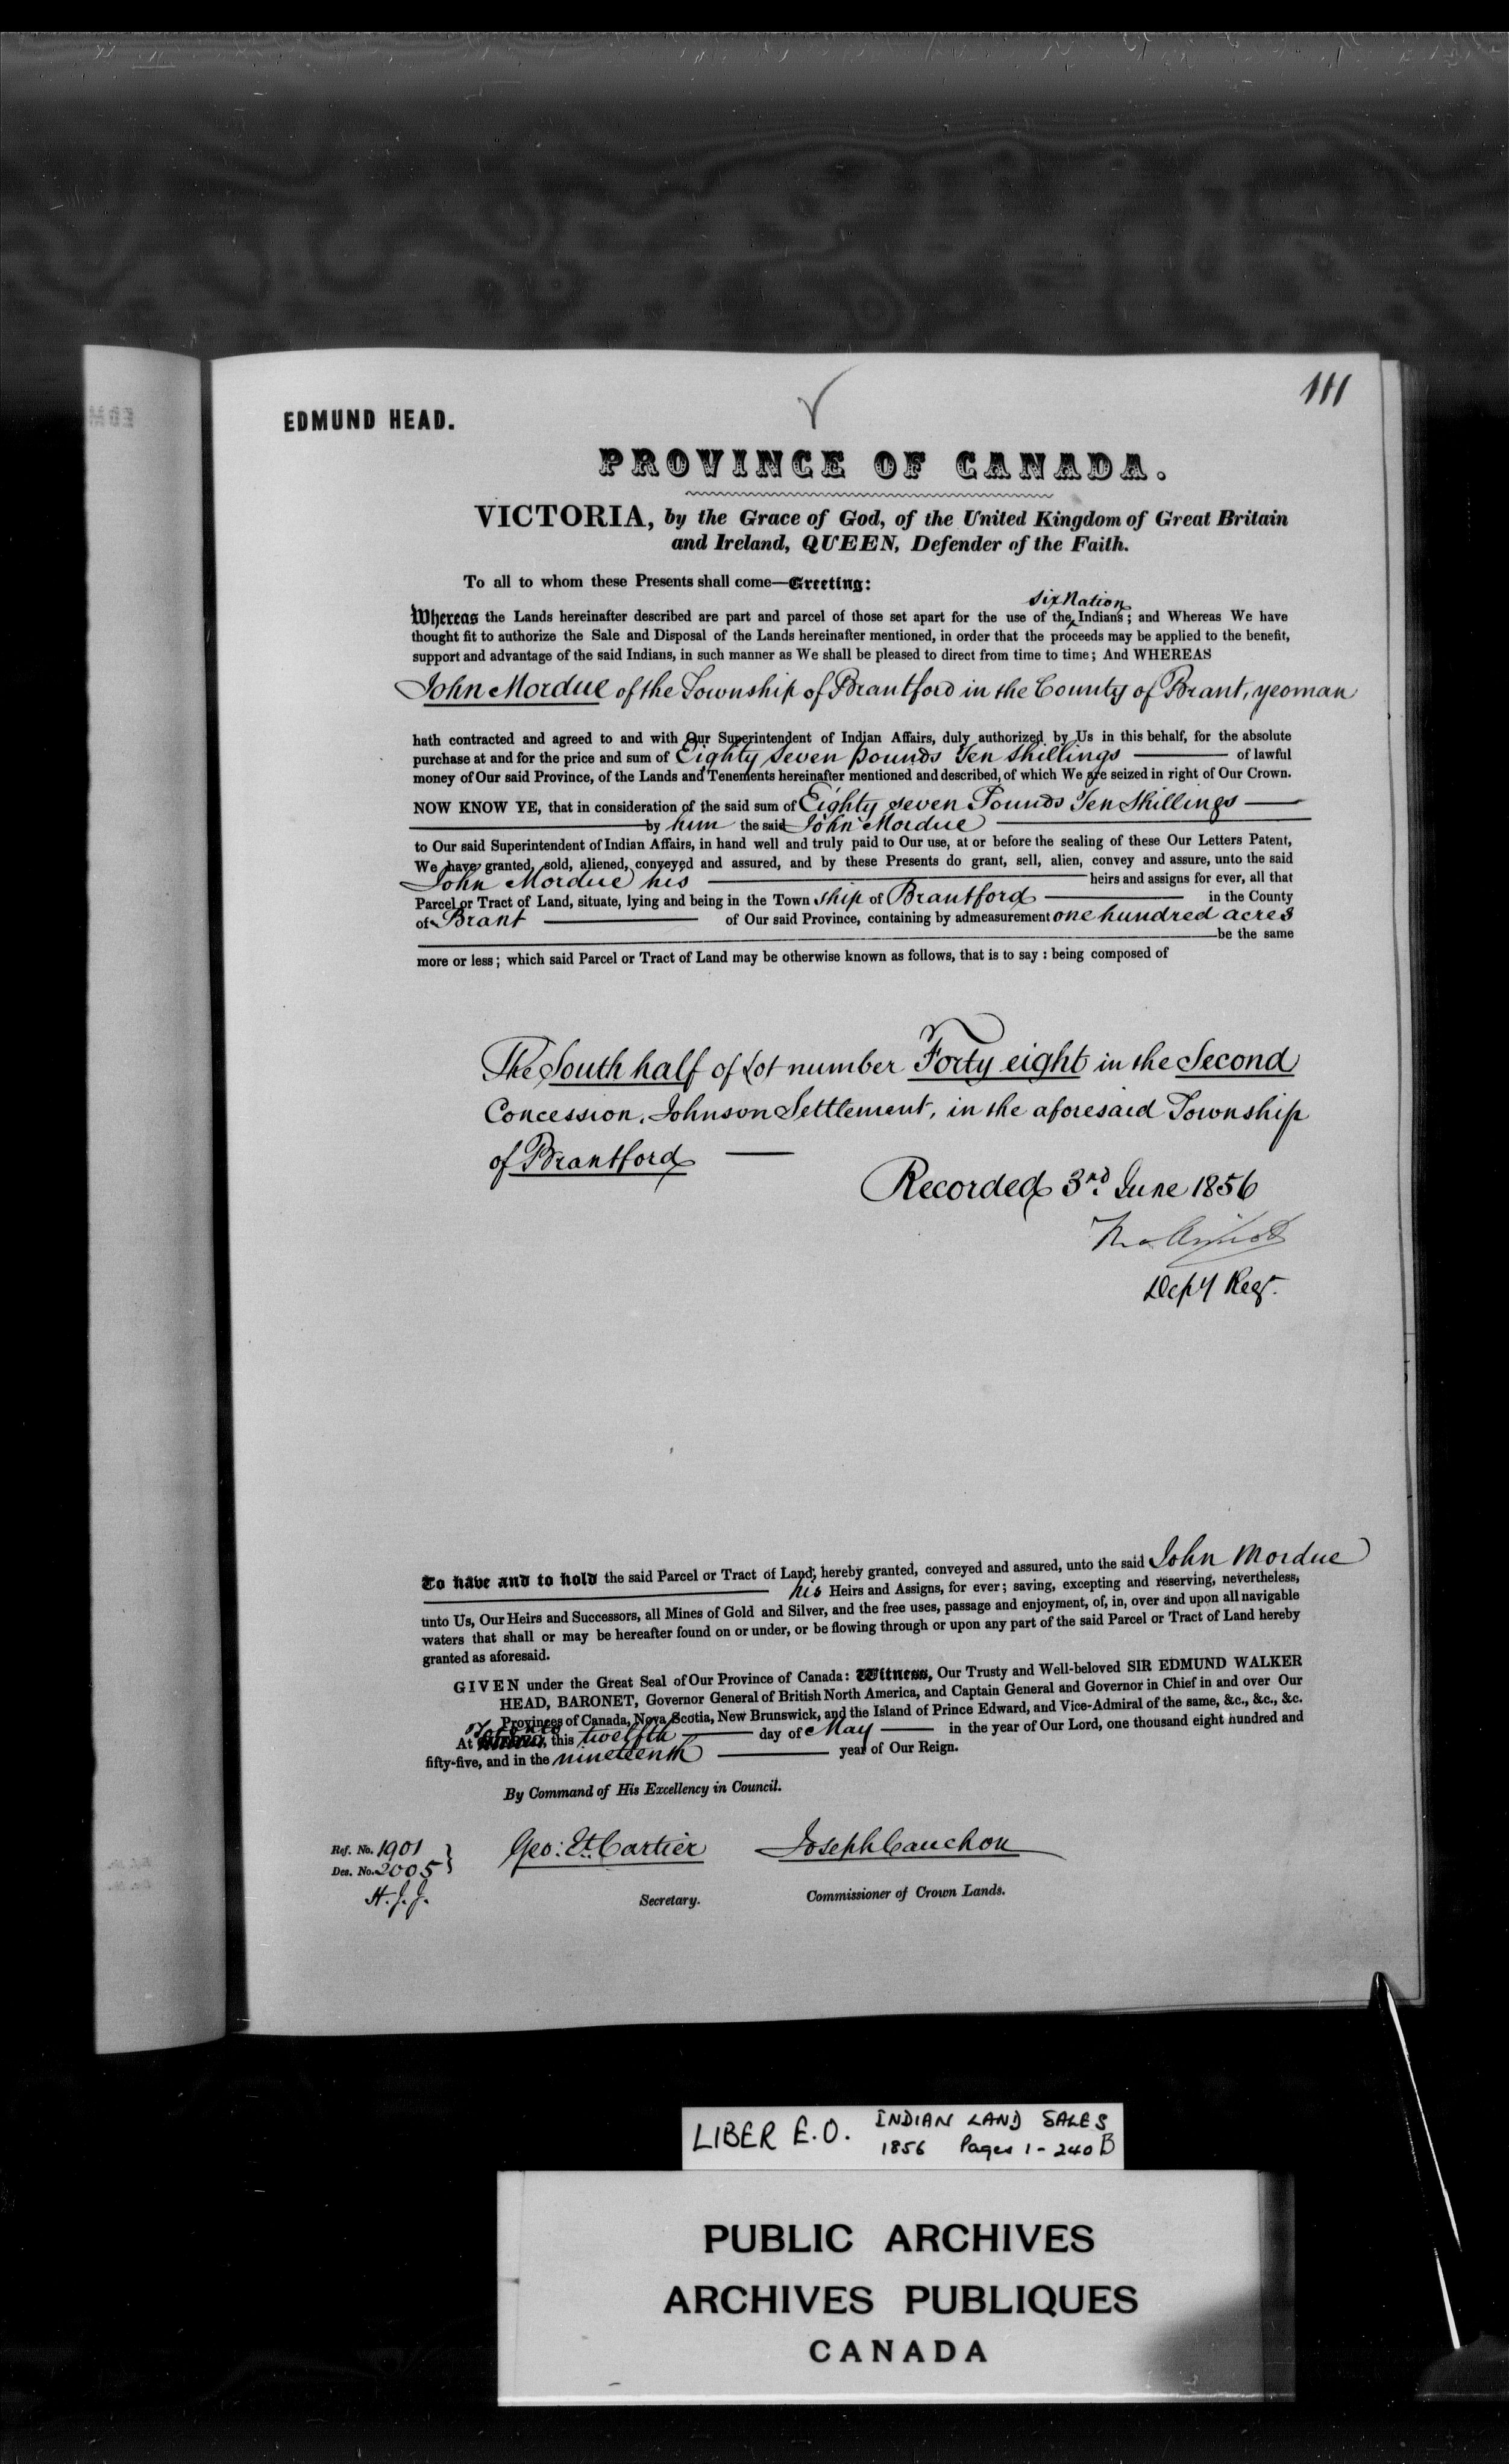 111
EDMUND HEAD.
PROVINCE OF CANADA.
VICTORIA, by the Grace of God, of the United Kingdom of Great Britain
and Ireland, QUEEN, Defender of the Faith.
To all to whom these Presents shall come—Greeting:
Six Nation
Whereas the Lands hereinafter described are part and parcel of those set apart for the use of the Indians; and Whereas We have
thought fit to authorize the Sale and Disposal of the Lands hereinafter mentioned, in order that the proceeds may be applied to the benefit,
support and advantage of the said Indians, in such manner as We shall be pleased to direct from time to time; And WHEREAS
John Mordue of the Township of Brantford in the County of Brant, yeoman
hath contracted and agreed to and with Our Superintendent of Indian Affairs, duly authorized by Us in this behalf, for the absolute
purchase at and for the price and sum of Eighty Seven pounds Ten Shillings of lawful
money of Our said Province, of the Lands and Tenements hereinafter mentioned and described, of which We are seized in right of Our Crown.
NOW KNOW YE, that in consideration of the said sum of Eighty seven Pounds Ten Shillings
by him the said John Mordue
to Our said Superintendent of Indian Affairs, in hand well and truly paid to Our use, at or before the sealing of these Our Letters Patent,
We have granted, sold, aliened, conveyed and assured, and by these Presents do grant, sell, alien, convey and assure, unto the said
John Mordue his heirs and assigns for ever, all that
Parcel or Tract of Land, situate, lying and being in the Town ship of Brantford in the County
of Brant of Our said Province, containing by admeasurement one hundred acres
be the same
more or less; which said Parcel or Tract of Land may be otherwise known as follows, that is to say: being composed of
The South half of Lot number Forty eight in the Second
Concession, Johnson Settlement, in the aforesaid Township
of Brantford
Recorded 3rd June 1856
Depy Regr.
To have and to hold the said Parcel or Tract of Land, hereby granted, conveyed and assured, unto the said John Mordue
his Heirs and Assigns, for ever; saving, excepting and reserving, nevertheless,
unto Us, Our Heirs and Successors, all Mines of Gold and Silver, and the free uses, passage and enjoyment, of, in, over and upon all navigable
waters that shall or may be hereafter found on or under, or be flowing through or upon any part of the said Parcel or Tract of Land hereby
granted as aforesaid.
GIVEN under the Great Seal of Our Province of Canada: Witness, Our Trusty and Well-beloved SIR EDMUND WALKER
HEAD, BARONET, Governor General of British North America, and Captain General and Governor in Chief in and over Our
Provinces of Canada, Nova Scotia, New Brunswick, and the Island of Prince Edward, and Vice-Admiral of the same, &c., &c., &c.
At Toronto, this twelfth day of May in the year of Our Lord, one thousand eight hundred and
fifty-five, and in the nineteenth year of Our Reign.
By Command of His Excellency in Council.
Ref. No. 1901
Des. No. 2005
H. J. J.
Geo: Et. Cartier
Secretary.
Joseph Cauchon
Commissioner of Crown Lands.
LIBER E.O. INDIAN LAND SALES
1856 Pages 1-240B
PUBLIC ARCHIVES
ARCHIVES PUBLIQUES
CANADA